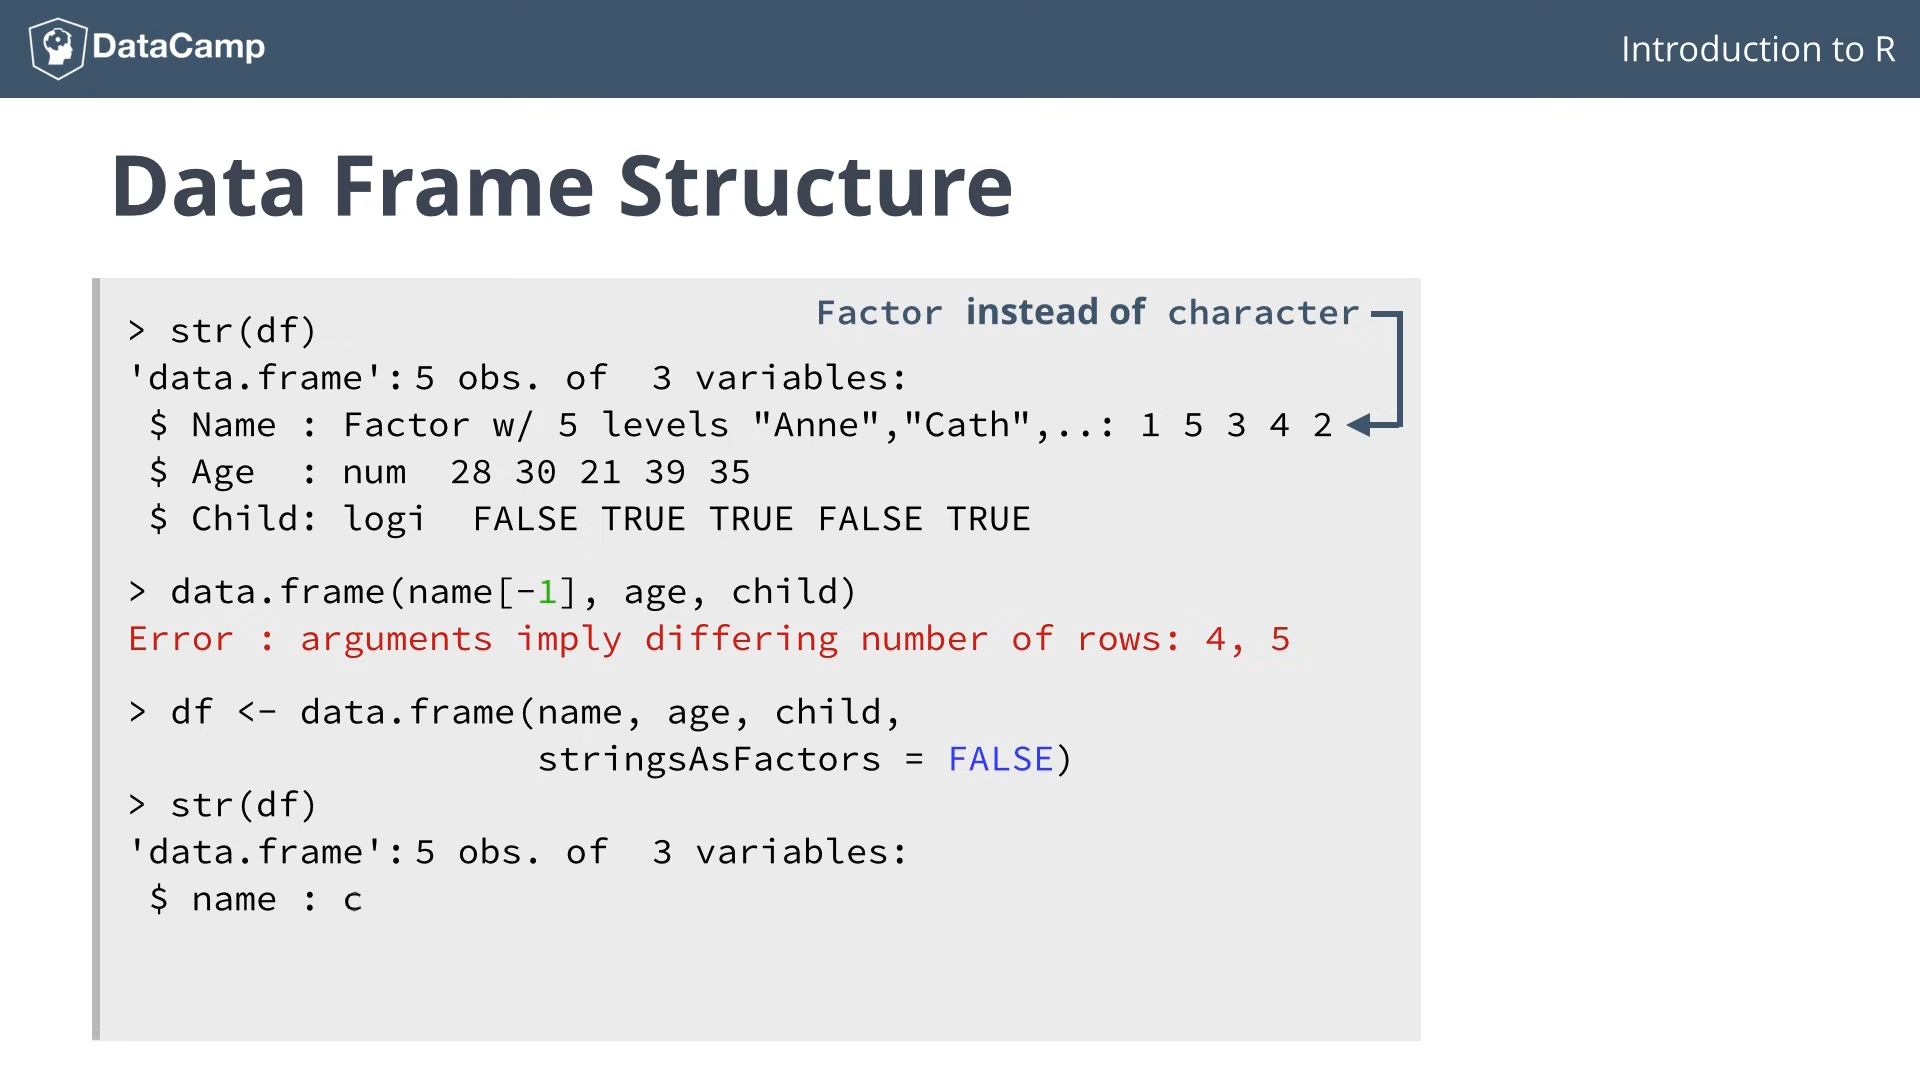 DataCamp
Introduction to R
Data Frame Structure
Factor instead of character
> str(df)
'data.frame': 5 obs. of  3 variables:
 $ Name : Factor w/ 5 levels "Anne","Cath",..: 1 5 3 4 2
 $ Age  : num  28 30 21 39 35
 $ Child: logi  FALSE TRUE TRUE FALSE TRUE
> data.frame(name[-1], age, child)
Error : arguments imply differing number of rows: 4, 5
> df <- data.frame(name, age, child,
                   stringsAsFactors = FALSE)
> str(df)
'data.frame': 5 obs. of  3 variables:
 $ name : c